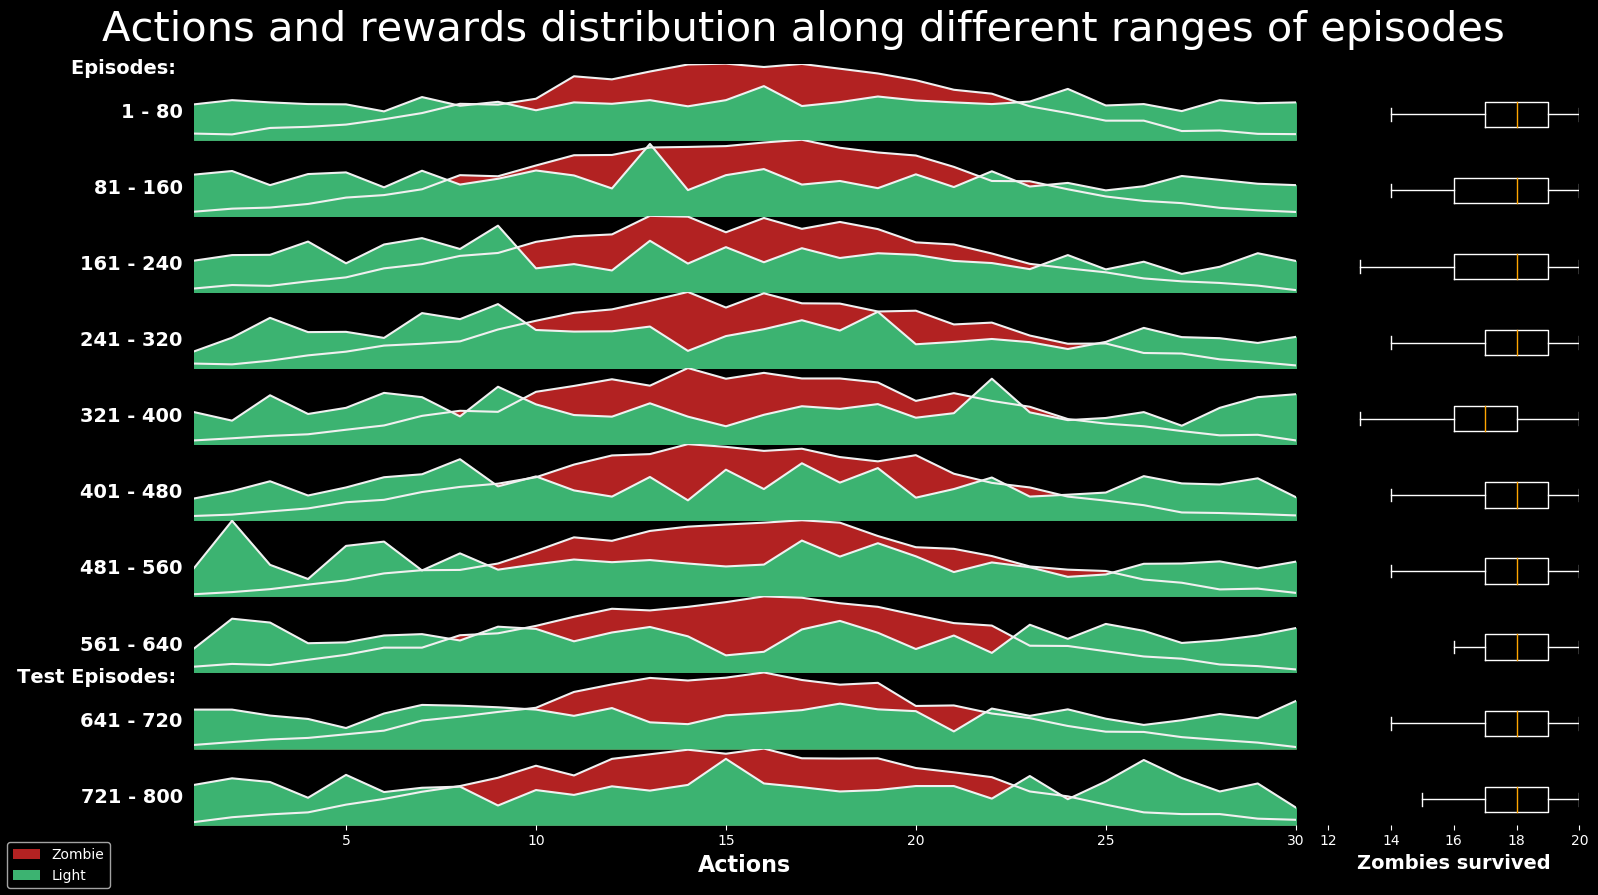 Actions and rewards distribution along different ranges of episodes
Episodes:
1 - 80
81 - 160
161 - 240
241 - 320
321 - 400
401 - 480
481 - 560
561 - 640
Test Episodes:
641 - 720
721 - 800
5 10 15 20 25 30 12 14 16 18 20
Actions
Zombies survived
Zombie
Light